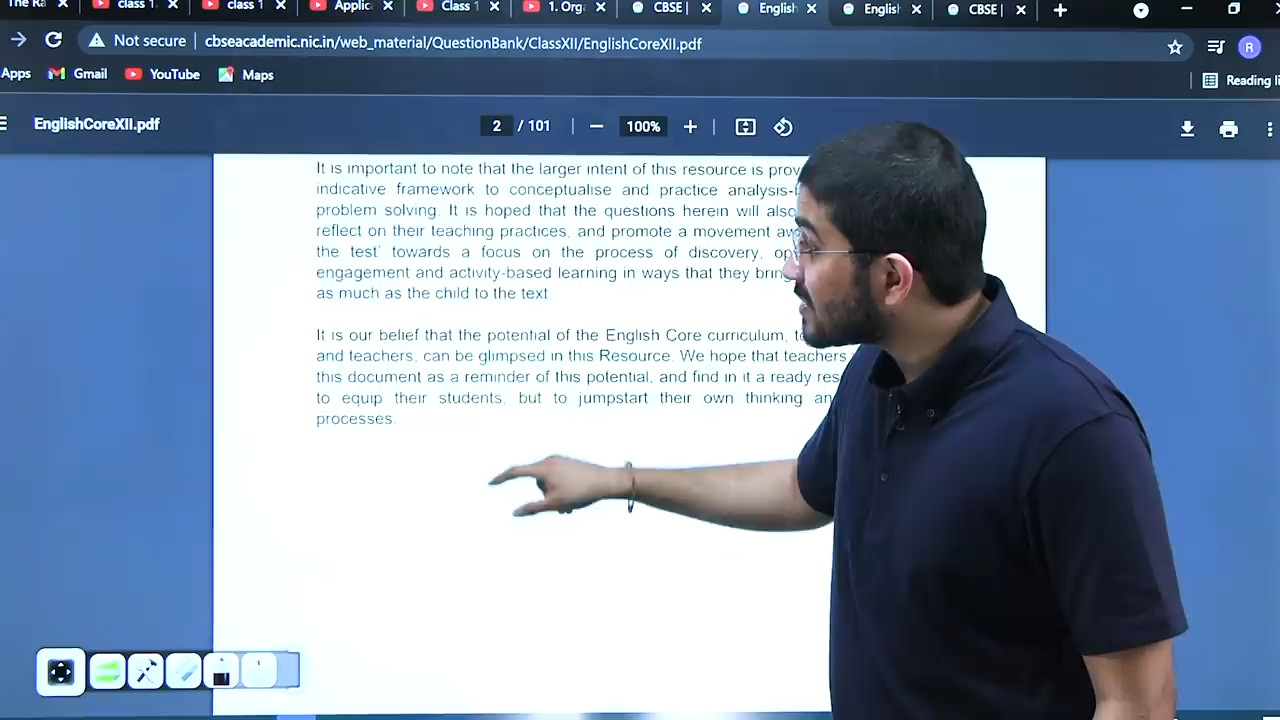 The Ra
class 1
class 1
Applic
Class 1
1. Orga
CBSE |
English
English
CBSE |
Not secure cbseacademic.nic.in/web_material/QuestionBank/ClassXII/EnglishCoreXII.pdf R
Apps Gmail YouTube Maps Reading li
EnglishCoreXII.pdf 2 / 101 100%
It is important to note that the larger intent of this resource is prov
indicative framework to conceptualise and practice analysis-
problem solving. It is hoped that the questions herein will also
reflect on their teaching practices, and promote a movement aw
the test' towards a focus on the process of discovery, op
engagement and activity-based learning in ways that they bring
as much as the child to the text
It is our belief that the potential of the English Core curriculum, to
and teachers, can be glimpsed in this Resource. We hope that teachers
this document as a reminder of this potential, and find in it a ready res
to equip their students, but to jumpstart their own thinking an
processes.